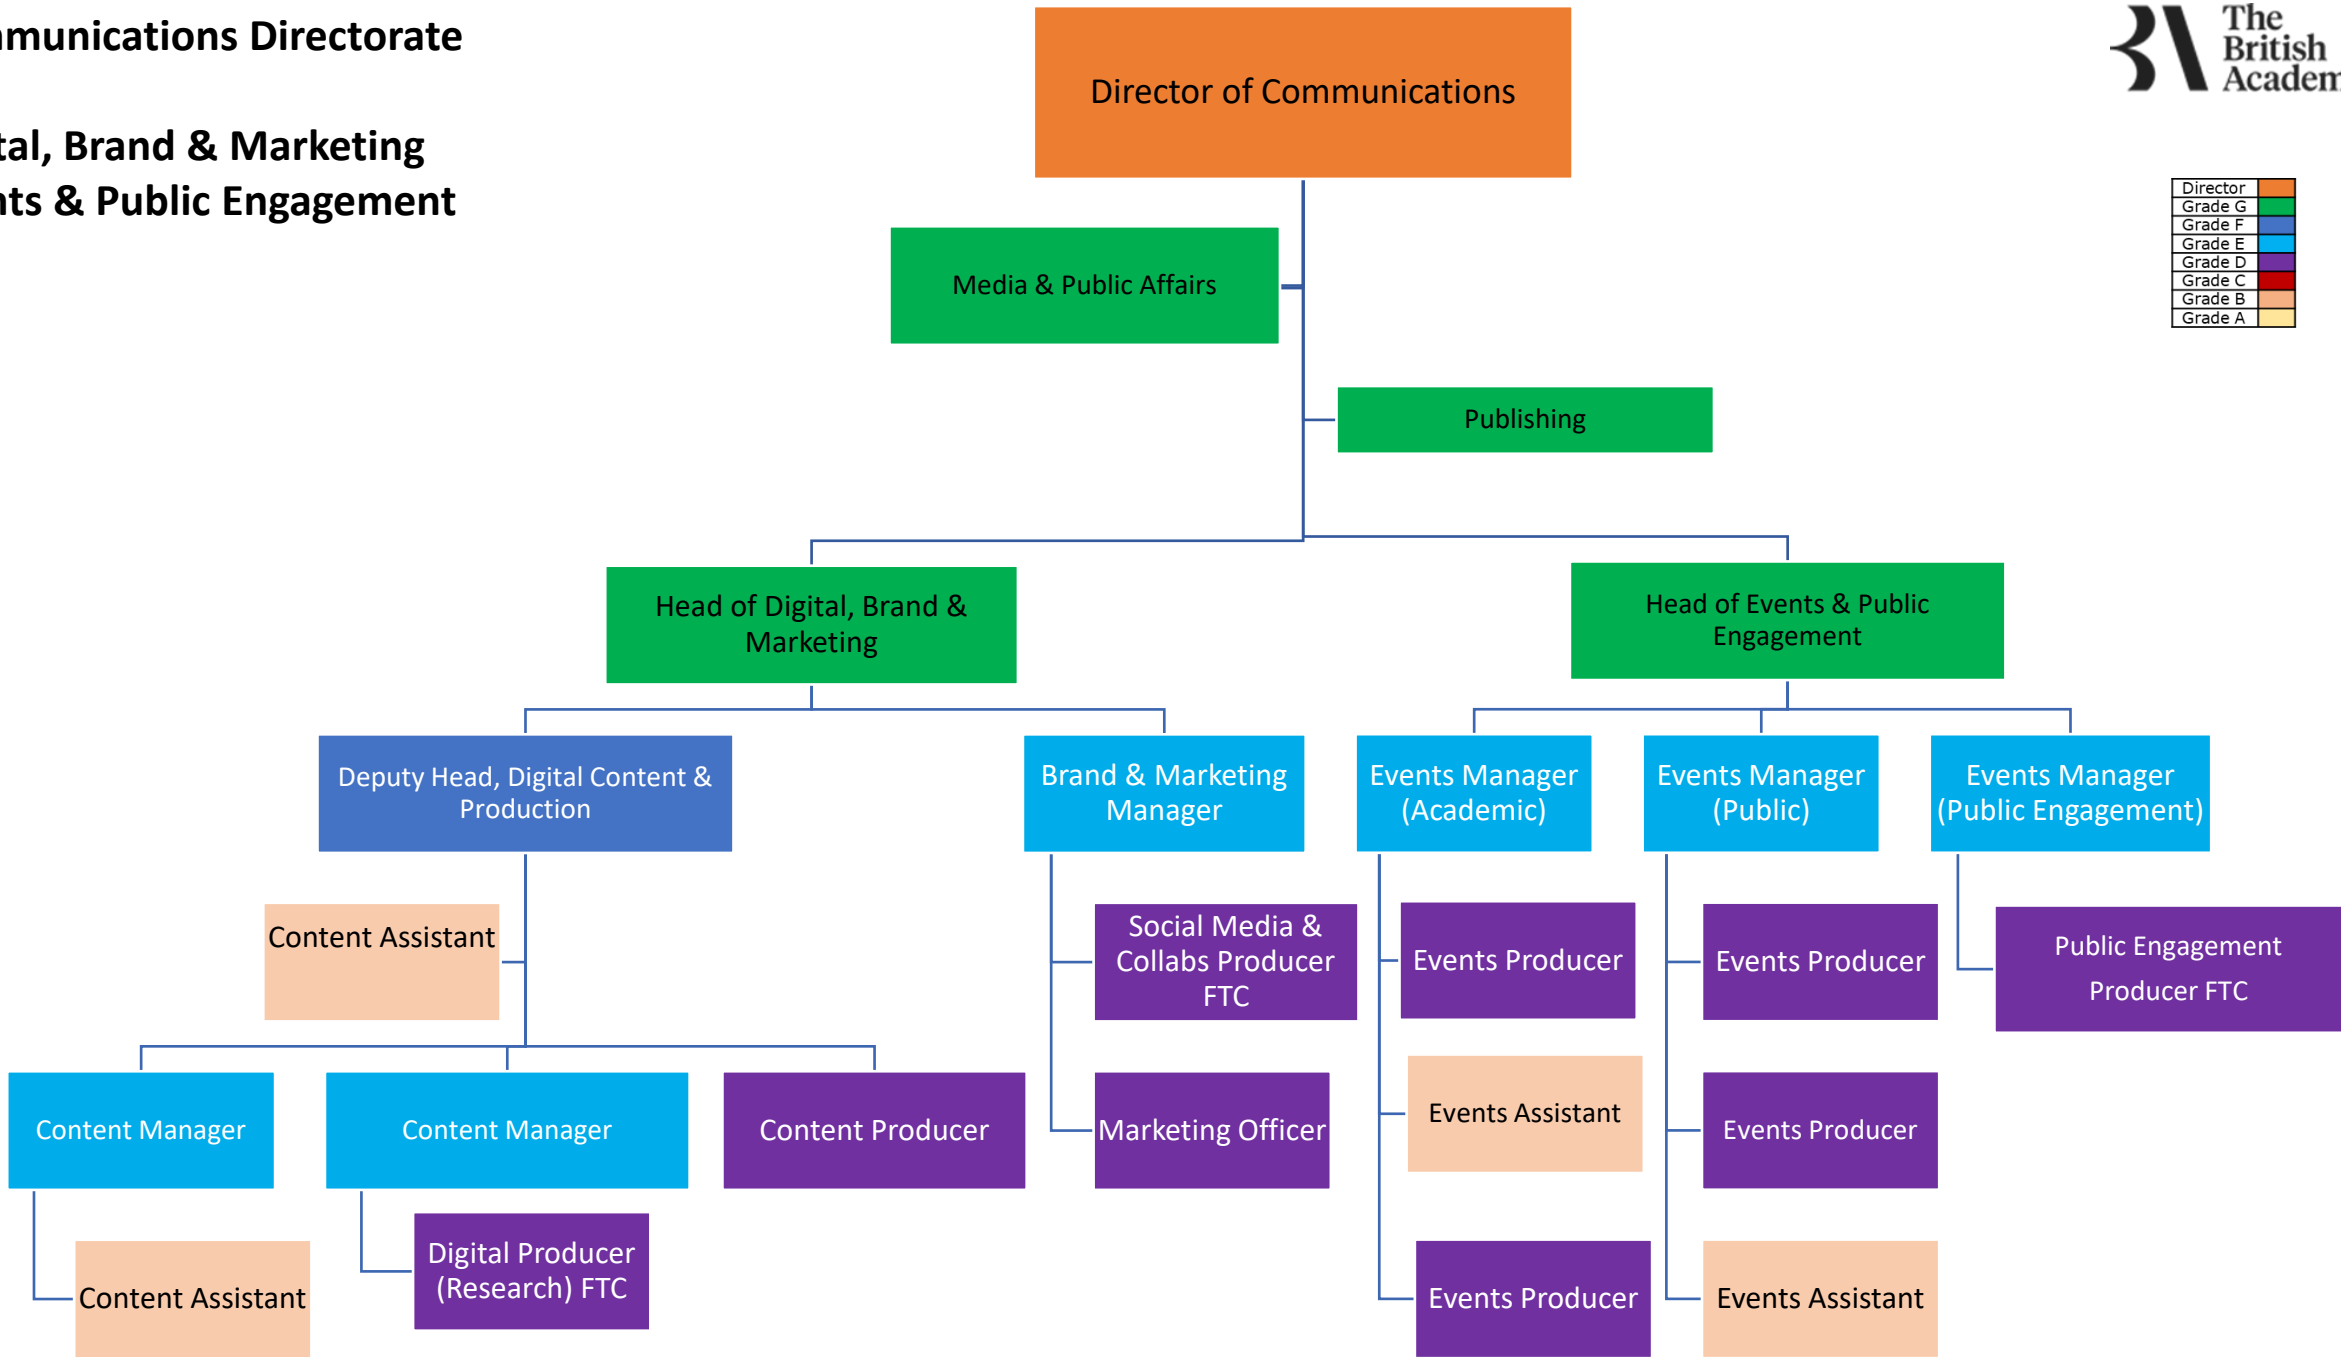 mmunications Directorate
tal, Brand & Marketing
nts & Public Engagement
The
British
Academ
Director
Grade G
Grade F
Grade E
Grade D
Grade C
Grade B
Grade A
Director of Communications
Media & Public Affairs
Publishing
Head of Digital, Brand &
Marketing
Head of Events & Public
Engagement
Deputy Head, Digital Content &
Production
Brand & Marketing
Manager
Events Manager
(Academic)
Events Manager
(Public)
Events Manager
(Public Engagement)
Content Assistant
Social Media &
Collabs Producer
FTC
Events Producer
Events Producer
Public Engagement
Producer FTC
Content Manager
Content Manager
Content Producer
Marketing Officer
Events Assistant
Events Producer
Content Assistant
Digital Producer
(Research) FTC
Events Producer
Events Assistant